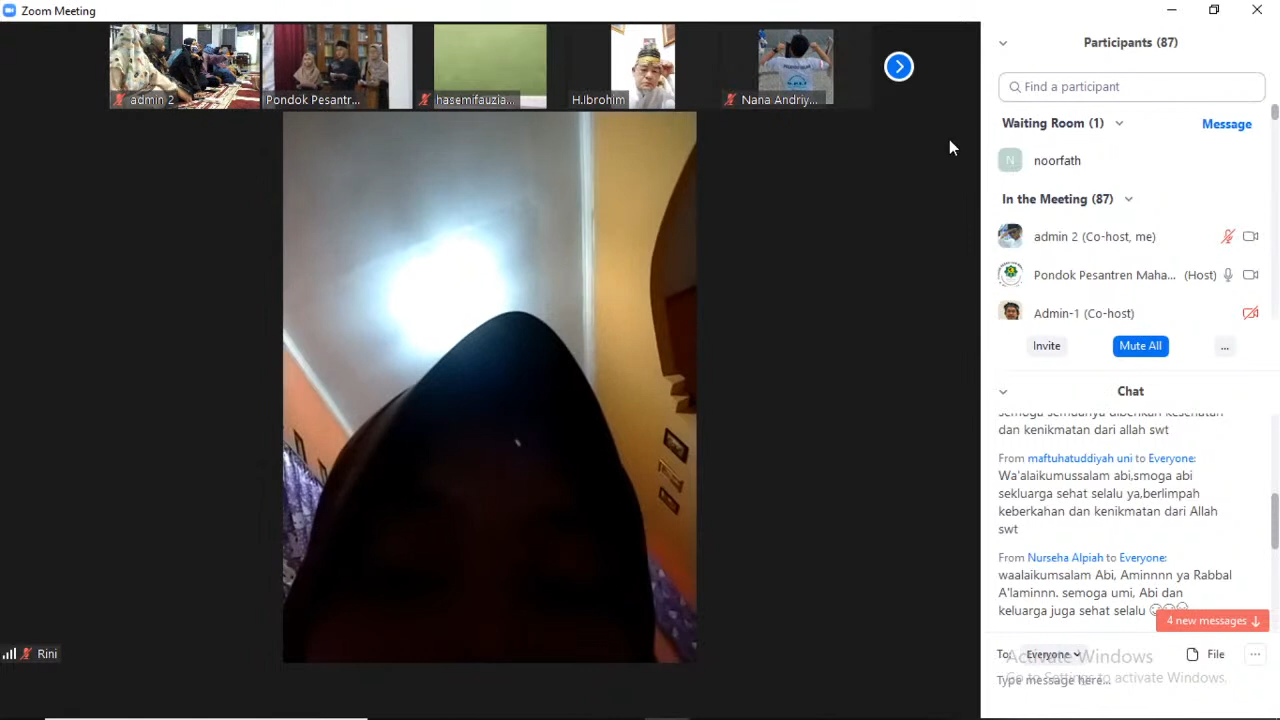 Zoom Meeting
admin 2
Pondok Pesantr...
hasemifauzia...
H.Ibrohim
Nana Andriy...
Rini
Participants (87)
Find a participant
Waiting Room (1)
Message
N
noorfath
In the Meeting (87)
admin 2 (Co-host, me)
Pondok Pesantren Maha... (Host)
Admin-1 (Co-host)
Invite
Mute All
...
Chat
semoga semuanya diberikan kesehatan
dan kenikmatan dari allah swt
From maftuhatuddiyah uni to Everyone:
Wa'alaikumussalam abi,smoga abi
sekluarga sehat selalu ya,berlimpah
keberkahan dan kenikmatan dari Allah
swt
From Nurseha Alpiah to Everyone:
waalaikumsalam Abi, Aminnnn ya Rabbal
A'laminnn. semoga umi, Abi dan
keluarga juga sehat selalu
4 new messages
To: Everyone
File
...
Activate Windows
Go to Settings to activate Windows.
Type message here...